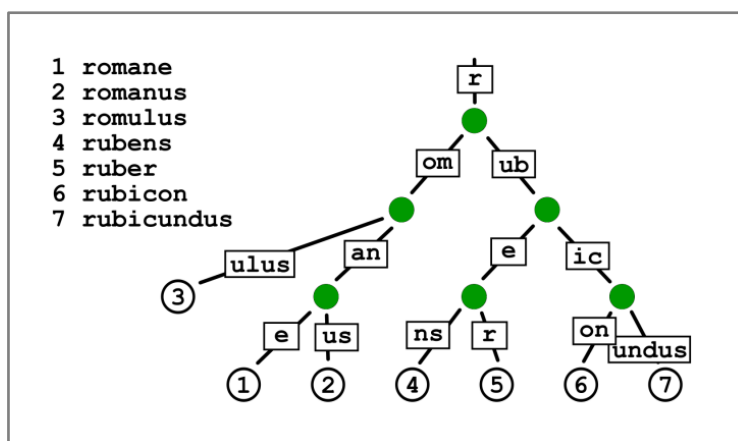 1 romane
2 romanus
3 romulus
4 rubens
5 ruber
6 rubicon
7 rubicundus
r
om ub
ulus an e ic
3
e us ns r on undus
1 2 4 5 6 7